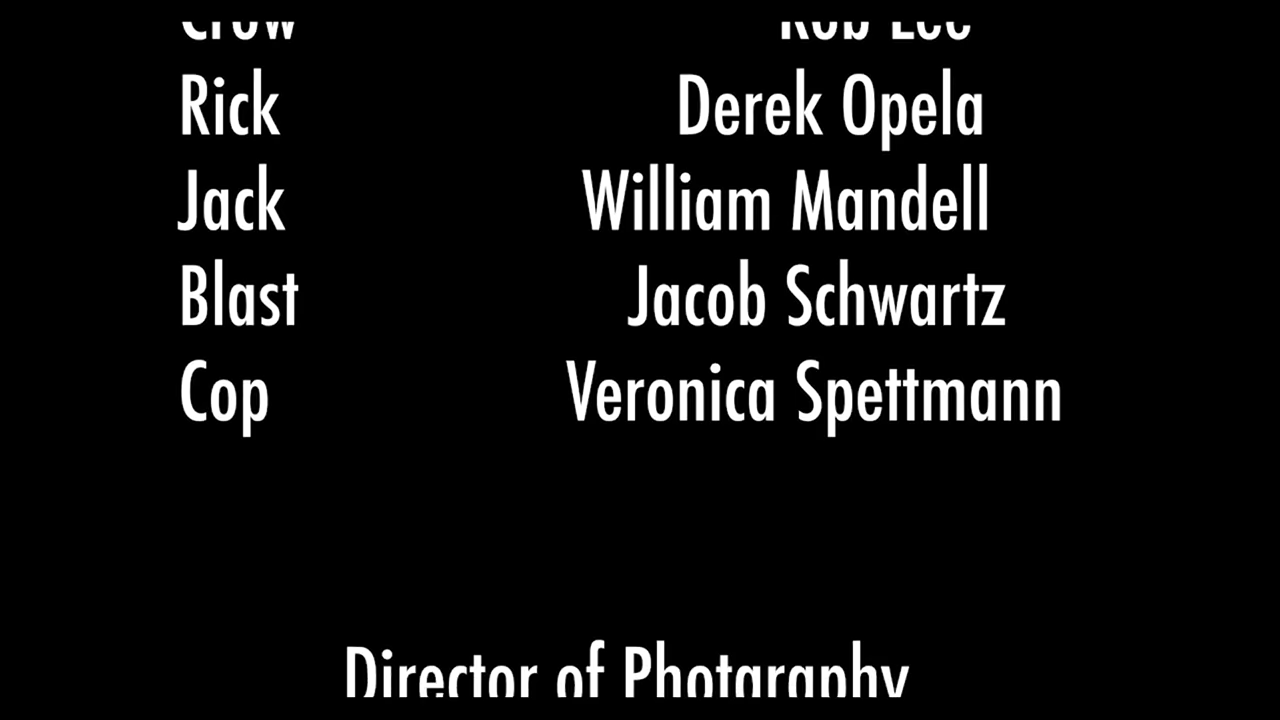 Crow Rob Lee
Rick Derek Opela
Jack William Mandell
Blast Jacob Schwartz
Cop Veronica Spettmann
Director of Photography